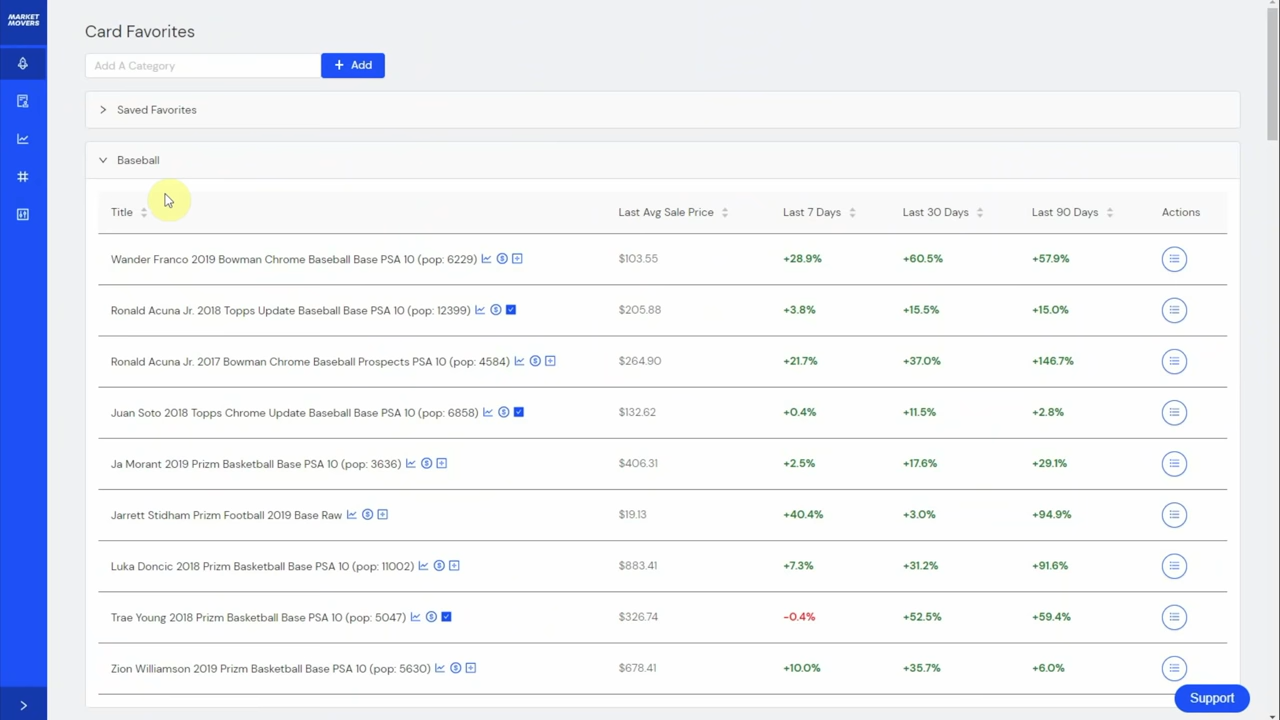 MARKET
MOVERS
Card Favorites
Add A Category
+ Add
Saved Favorites
Baseball
Title Last Avg Sale Price Last 7 Days Last 30 Days Last 90 Days Actions
Wander Franco 2019 Bowman Chrome Baseball Base PSA 10 (pop: 6229) $103.55 +28.9% +60.5% +57.9%
Ronald Acuna Jr. 2018 Topps Update Baseball Base PSA 10 (pop: 12399) $205.88 +3.8% +15.5% +15.0%
Ronald Acuna Jr. 2017 Bowman Chrome Baseball Prospects PSA 10 (pop: 4584) $264.90 +21.7% +37.0% +146.7%
Juan Soto 2018 Topps Chrome Update Baseball Base PSA 10 (pop: 6858) $132.62 +0.4% +11.5% +2.8%
Ja Morant 2019 Prizm Basketball Base PSA 10 (pop: 3636) $406.31 +2.5% +17.6% +29.1%
Jarrett Stidham Prizm Football 2019 Base Raw $19.13 +40.4% +3.0% +94.9%
Luka Doncic 2018 Prizm Basketball Base PSA 10 (pop: 11002) $883.41 +7.3% +31.2% +91.6%
Trae Young 2018 Prizm Basketball Base PSA 10 (pop: 5047) $326.74 -0.4% +52.5% +59.4%
Zion Williamson 2019 Prizm Basketball Base PSA 10 (pop: 5630) $678.41 +10.0% +35.7% +6.0%
Support